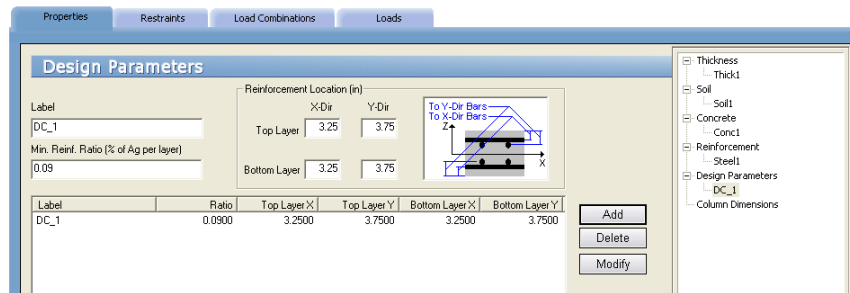 Properties Restraints Load Combinations Loads
Design Parameters
Label
DC_1
Min. Reinf. Ratio (% of Ag per layer)
0.09
Reinforcement Location (in)
X-Dir Y-Dir
Top Layer 3.25 3.75
Bottom Layer 3.25 3.75
To Y-Dir Bars
To X-Dir Bars
Z
X
Label Ratio Top Layer X Top Layer Y Bottom Layer X Bottom Layer Y
DC_1 0.0900 3.2500 3.7500 3.2500 3.7500
Add
Delete
Modify
Thickness
Thick1
Soil
Soil1
Concrete
Conc1
Reinforcement
Steel1
Design Parameters
DC_1
Column Dimensions